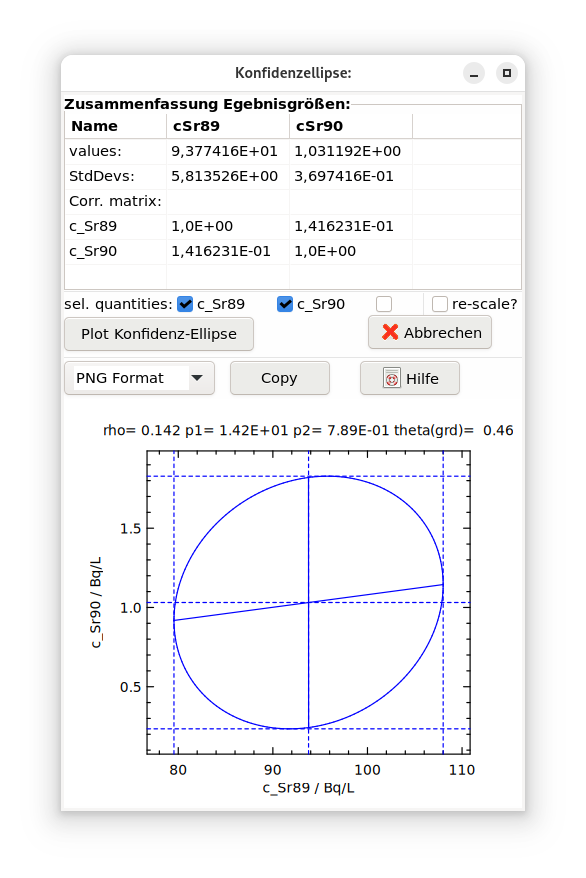 Konfidenzellipse:
Zusammenfassung Egebnisgrößen:
Name cSr89 cSr90
values: 9,377416E+01 1,031192E+00
StdDevs: 5,813526E+00 3,697416E-01
Corr. matrix:
c_Sr89 1,0E+00 1,416231E-01
c_Sr90 1,416231E-01 1,0E+00
sel. quantities: c_Sr89 c_Sr90 re-scale?
Plot Konfidenz-Ellipse Abbrechen
PNG Format Copy Hilfe
rho= 0.142 p1= 1.42E+01 p2= 7.89E-01 theta(grd)= 0.46
c_Sr90 / Bq/L
1.5
1.0
0.5
80 90 100 110
c_Sr89 / Bq/L